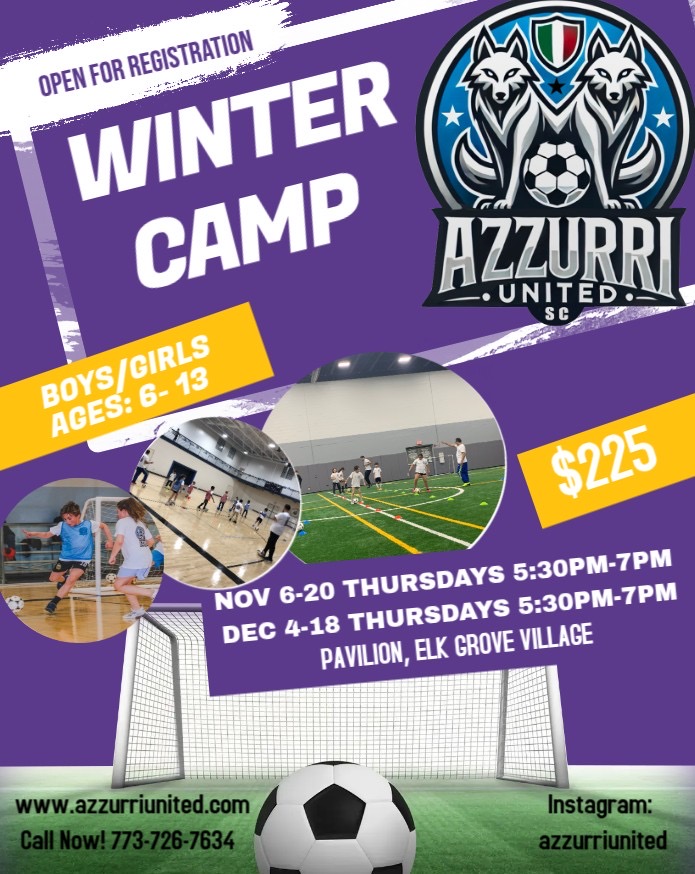 OPEN FOR REGISTRATION
WINTER
CAMP
AZZURRI
• UNITED •
SC
BOYS/GIRLS
AGES: 6- 13
$225
NOV 6-20 THURSDAYS 5:30PM-7PM
DEC 4-18 THURSDAYS 5:30PM-7PM
PAVILION, ELK GROVE VILLAGE
www.azzurriunited.com
Call Now! 773-726-7634
Instagram:
azzurriunited